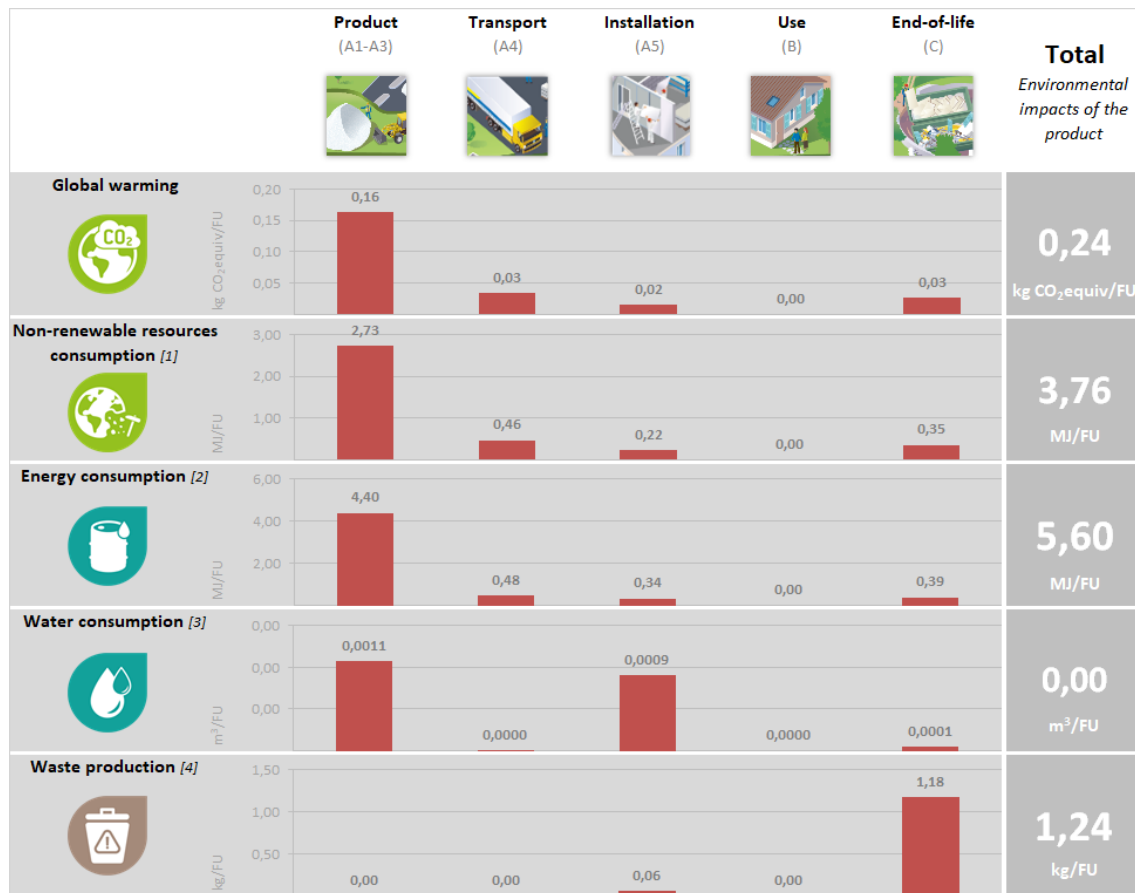 Product
(A1-A3)
Transport
(A4)
Installation
(A5)
Use
(B)
End-of-life
(C)
Total
Environmental
impacts of the
product
Global warming
CO₂
kg CO₂equiv/FU
0,20
0,15
0,10
0,05
0,16
0,03
0,02
0,00
0,03
0,24
kg CO₂equiv/FU
Non-renewable resources
consumption [1]
MJ/FU
3,00
2,00
1,00
2,73
0,46
0,22
0,00
0,35
3,76
MJ/FU
Energy consumption [2]
MJ/FU
6,00
4,00
2,00
4,40
0,48
0,34
0,00
0,39
5,60
MJ/FU
Water consumption [3]
m³/FU
0,00
0,00
0,00
0,0011
0,0000
0,0009
0,0000
0,0001
0,00
m³/FU
Waste production [4]
kg/FU
1,50
1,00
0,50
0,00
0,00
0,06
0,00
1,18
1,24
kg/FU